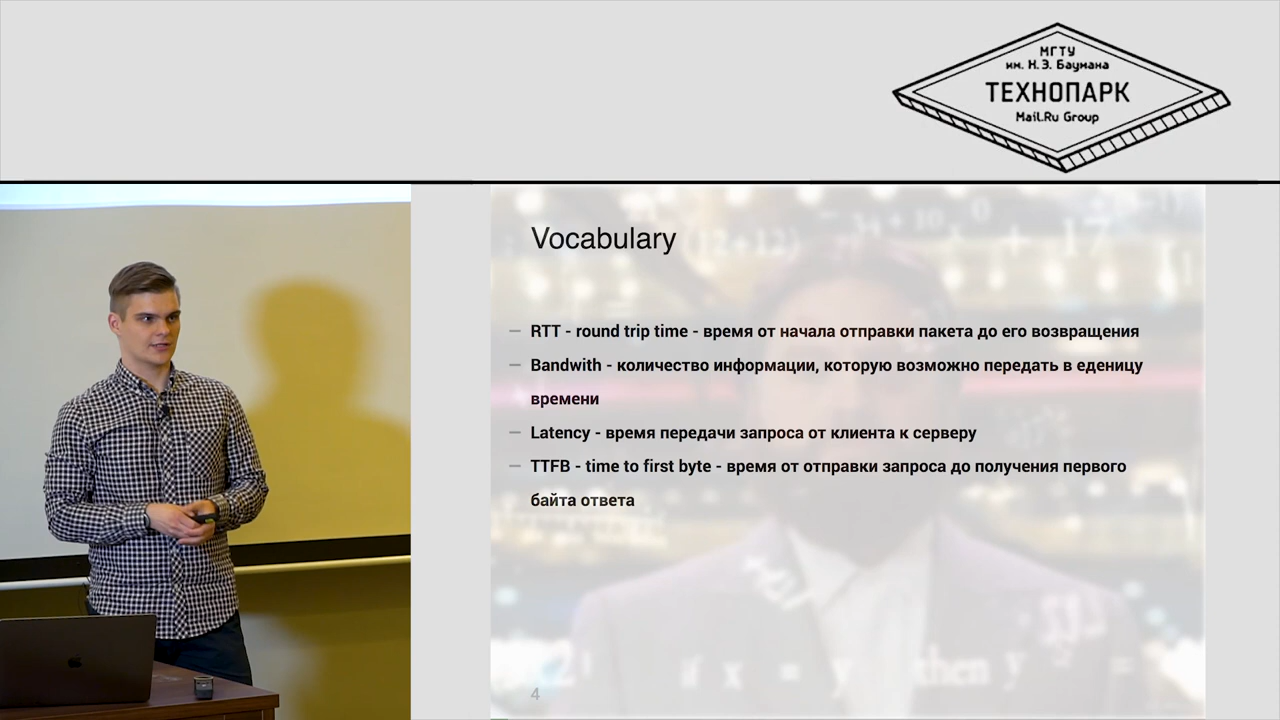 МГТУ
им. Н.Э. Баумана
ТЕХНОПАРК
Mail.Ru Group
Vocabulary
– RTT - round trip time - время от начала отправки пакета до его возвращения
– Bandwith - количество информации, которую возможно передать в еденицу
времени
– Latency - время передачи запроса от клиента к серверу
– TTFB - time to first byte - время от отправки запроса до получения первого
байта ответа
if x = y then y =
4